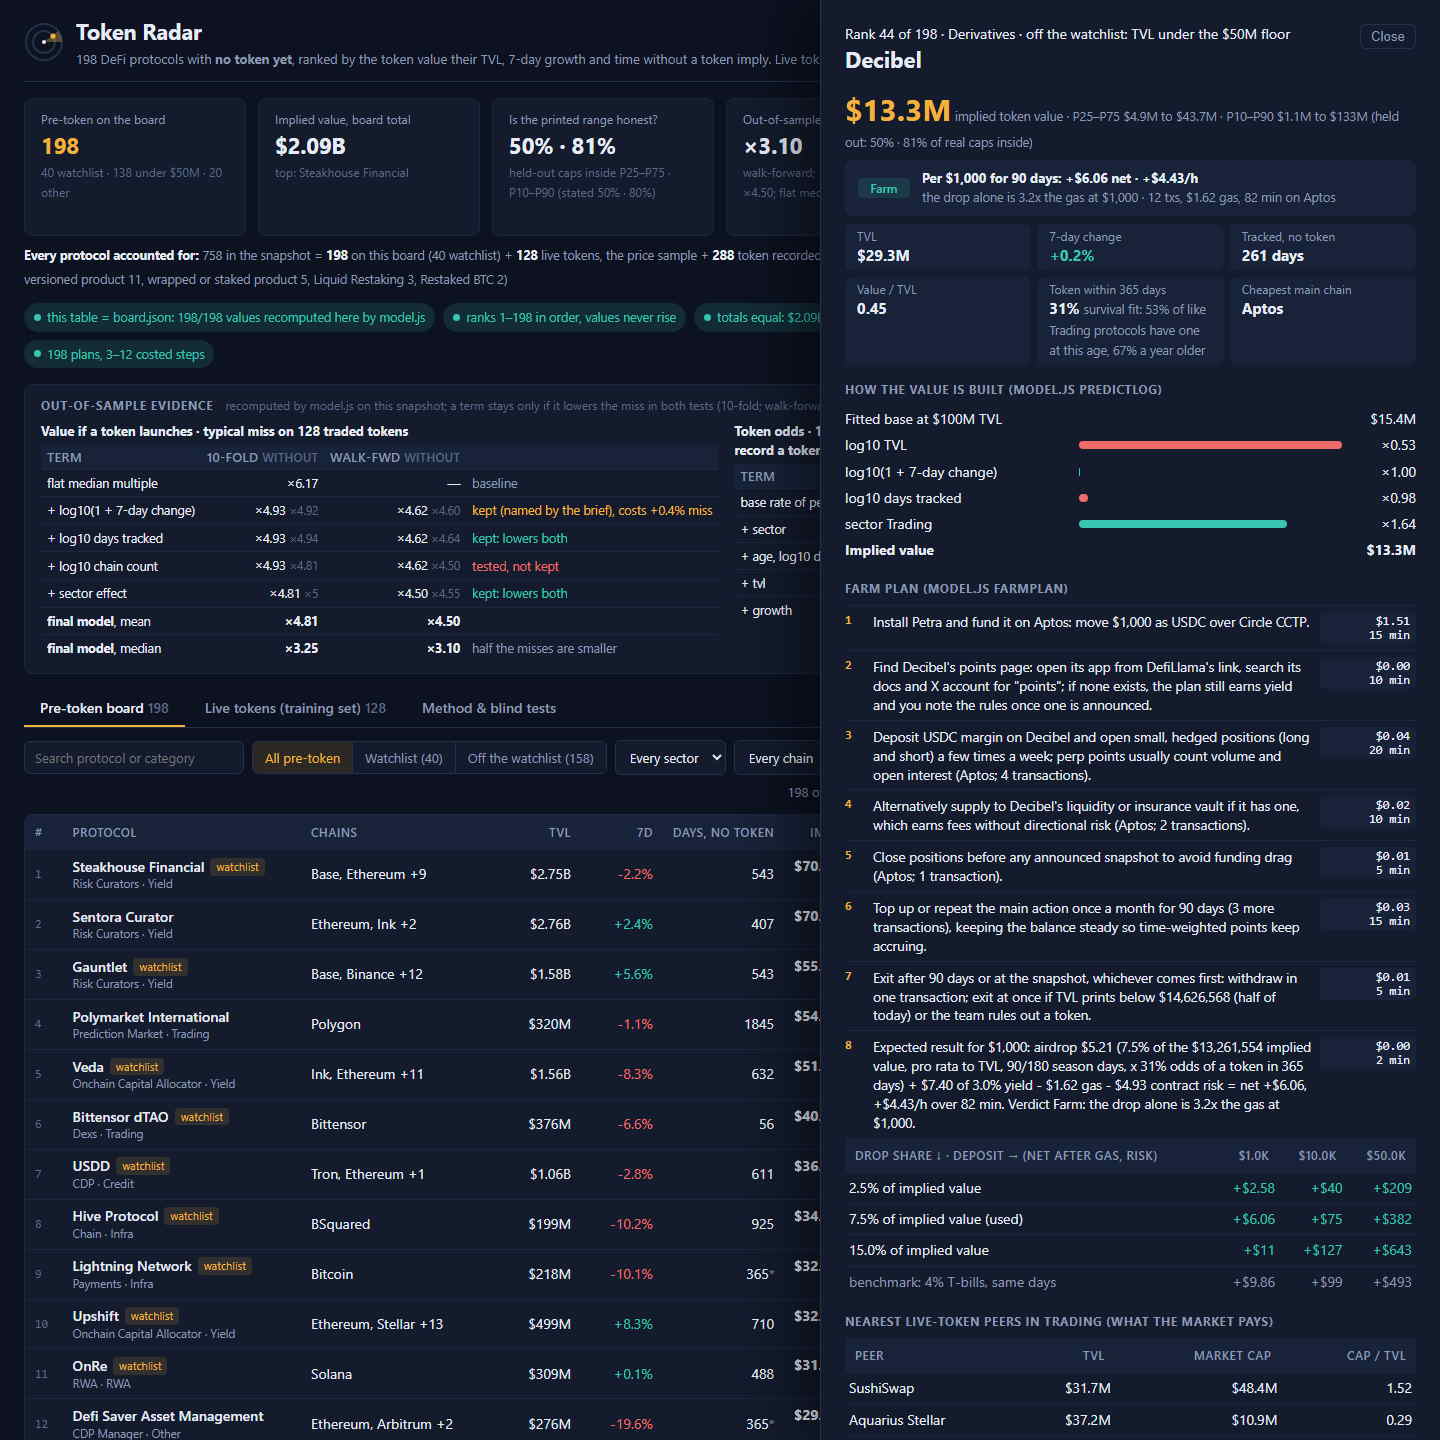 Token Radar
198 DeFi protocols with no token yet, ranked by the token value their TVL, 7-day growth and time without a token imply. Live tok
Pre-token on the board
198
40 watchlist · 138 under $50M · 20
other
Implied value, board total
$2.09B
top: Steakhouse Financial
Is the printed range honest?
50% · 81%
held-out caps inside P25–P75 ·
P10–P90 (stated 50% · 80%)
Out-of-sample
×3.10
walk-forward;
×4.50; flat med
Every protocol accounted for: 758 in the snapshot = 198 on this board (40 watchlist) + 128 live tokens, the price sample + 288 token recorded
versioned product 11, wrapped or staked product 5, Liquid Restaking 3, Restaked BTC 2)
this table = board.json: 198/198 values recomputed here by model.js
ranks 1–198 in order, values never rise
totals equal: $2.09
198 plans, 3–12 costed steps
OUT-OF-SAMPLE EVIDENCE recomputed by model.js on this snapshot; a term stays only if it lowers the miss in both tests (10-fold; walk-forwa
Value if a token launches · typical miss on 128 traded tokens
TERM 10-FOLD WITHOUT WALK-FWD WITHOUT
flat median multiple ×6.17 — baseline
+ log10(1 + 7-day change) ×4.93 ×4.92 ×4.62 ×4.60 kept (named by the brief), costs +0.4% miss
+ log10 days tracked ×4.93 ×4.94 ×4.62 ×4.64 kept: lowers both
+ log10 chain count ×4.93 ×4.81 ×4.62 ×4.50 tested, not kept
+ sector effect ×4.81 ×5 ×4.50 ×4.55 kept: lowers both
final model, mean ×4.81 ×4.50
final model, median ×3.25 ×3.10 half the misses are smaller
Token odds · 1
record a token
TERM
base rate of pe
+ sector
+ age, log10 d
+ tvl
+ growth
Pre-token board 198
Live tokens (training set) 128
Method & blind tests
Search protocol or category
All pre-token
Watchlist (40)
Off the watchlist (158)
Every sector
Every chain
198 o
# PROTOCOL CHAINS TVL 7D DAYS, NO TOKEN IM
1 Steakhouse Financial watchlist Base, Ethereum +9 $2.75B -2.2% 543 $70.
Risk Curators · Yield
2 Sentora Curator Ethereum, Ink +2 $2.76B +2.4% 407 $70.
Risk Curators · Yield
3 Gauntlet watchlist Base, Binance +12 $1.58B +5.6% 543 $55.
Risk Curators · Yield
4 Polymarket International Polygon $320M -1.1% 1845 $54.
Prediction Market · Trading
5 Veda watchlist Ink, Ethereum +11 $1.56B -8.3% 632 $51.
Onchain Capital Allocator · Yield
6 Bittensor dTAO watchlist Bittensor $376M -6.6% 56 $40.
Dexs · Trading
7 USDD watchlist Tron, Ethereum +1 $1.06B -2.8% 611 $36.
CDP · Credit
8 Hive Protocol watchlist BSquared $199M -10.2% 925 $34.
Chain · Infra
9 Lightning Network watchlist Bitcoin $218M -10.1% 365* $32.
Payments · Infra
10 Upshift watchlist Ethereum, Stellar +13 $499M +8.3% 710 $32.
Onchain Capital Allocator · Yield
11 OnRe watchlist Solana $309M +0.1% 488 $31.
RWA · RWA
12 Defi Saver Asset Management Ethereum, Arbitrum +2 $276M -19.6% 365* $29.
CDP Manager · Other
Rank 44 of 198 · Derivatives · off the watchlist: TVL under the $50M floor
Close
Decibel
$13.3M implied token value · P25–P75 $4.9M to $43.7M · P10–P90 $1.1M to $133M (held
out: 50% · 81% of real caps inside)
Farm
Per $1,000 for 90 days: +$6.06 net · +$4.43/h
the drop alone is 3.2x the gas at $1,000 · 12 txs, $1.62 gas, 82 min on Aptos
TVL
$29.3M
7-day change
+0.2%
Tracked, no token
261 days
Value / TVL
0.45
Token within 365 days
31% survival fit: 53% of like
Trading protocols have one
at this age, 67% a year older
Cheapest main chain
Aptos
HOW THE VALUE IS BUILT (MODEL.JS PREDICTLOG)
Fitted base at $100M TVL $15.4M
log10 TVL ×0.53
log10(1 + 7-day change) ×1.00
log10 days tracked ×0.98
sector Trading ×1.64
Implied value $13.3M
FARM PLAN (MODEL.JS FARMPLAN)
1 Install Petra and fund it on Aptos: move $1,000 as USDC over Circle CCTP. $1.51
15 min
2 Find Decibel's points page: open its app from DefiLlama's link, search its $0.00
docs and X account for "points"; if none exists, the plan still earns yield 10 min
and you note the rules once one is announced.
3 Deposit USDC margin on Decibel and open small, hedged positions (long $0.04
and short) a few times a week; perp points usually count volume and 20 min
open interest (Aptos; 4 transactions).
4 Alternatively supply to Decibel's liquidity or insurance vault if it has one, $0.02
which earns fees without directional risk (Aptos; 2 transactions). 10 min
5 Close positions before any announced snapshot to avoid funding drag $0.01
(Aptos; 1 transaction). 5 min
6 Top up or repeat the main action once a month for 90 days (3 more $0.03
transactions), keeping the balance steady so time-weighted points keep 15 min
accruing.
7 Exit after 90 days or at the snapshot, whichever comes first: withdraw in $0.01
one transaction; exit at once if TVL prints below $14,626,568 (half of 5 min
today) or the team rules out a token.
8 Expected result for $1,000: airdrop $5.21 (7.5% of the $13,261,554 implied $0.00
value, pro rata to TVL, 90/180 season days, x 31% odds of a token in 365 2 min
days) + $7.40 of 3.0% yield - $1.62 gas - $4.93 contract risk = net +$6.06,
+$4.43/h over 82 min. Verdict Farm: the drop alone is 3.2x the gas at
$1,000.
DROP SHARE ↓ · DEPOSIT → (NET AFTER GAS, RISK) $1.0K $10.0K $50.0K
2.5% of implied value +$2.58 +$40 +$209
7.5% of implied value (used) +$6.06 +$75 +$382
15.0% of implied value +$11 +$127 +$643
benchmark: 4% T-bills, same days +$9.86 +$99 +$493
NEAREST LIVE-TOKEN PEERS IN TRADING (WHAT THE MARKET PAYS)
PEER TVL MARKET CAP CAP / TVL
SushiSwap $31.7M $48.4M 1.52
Aquarius Stellar $37.2M $10.9M 0.29